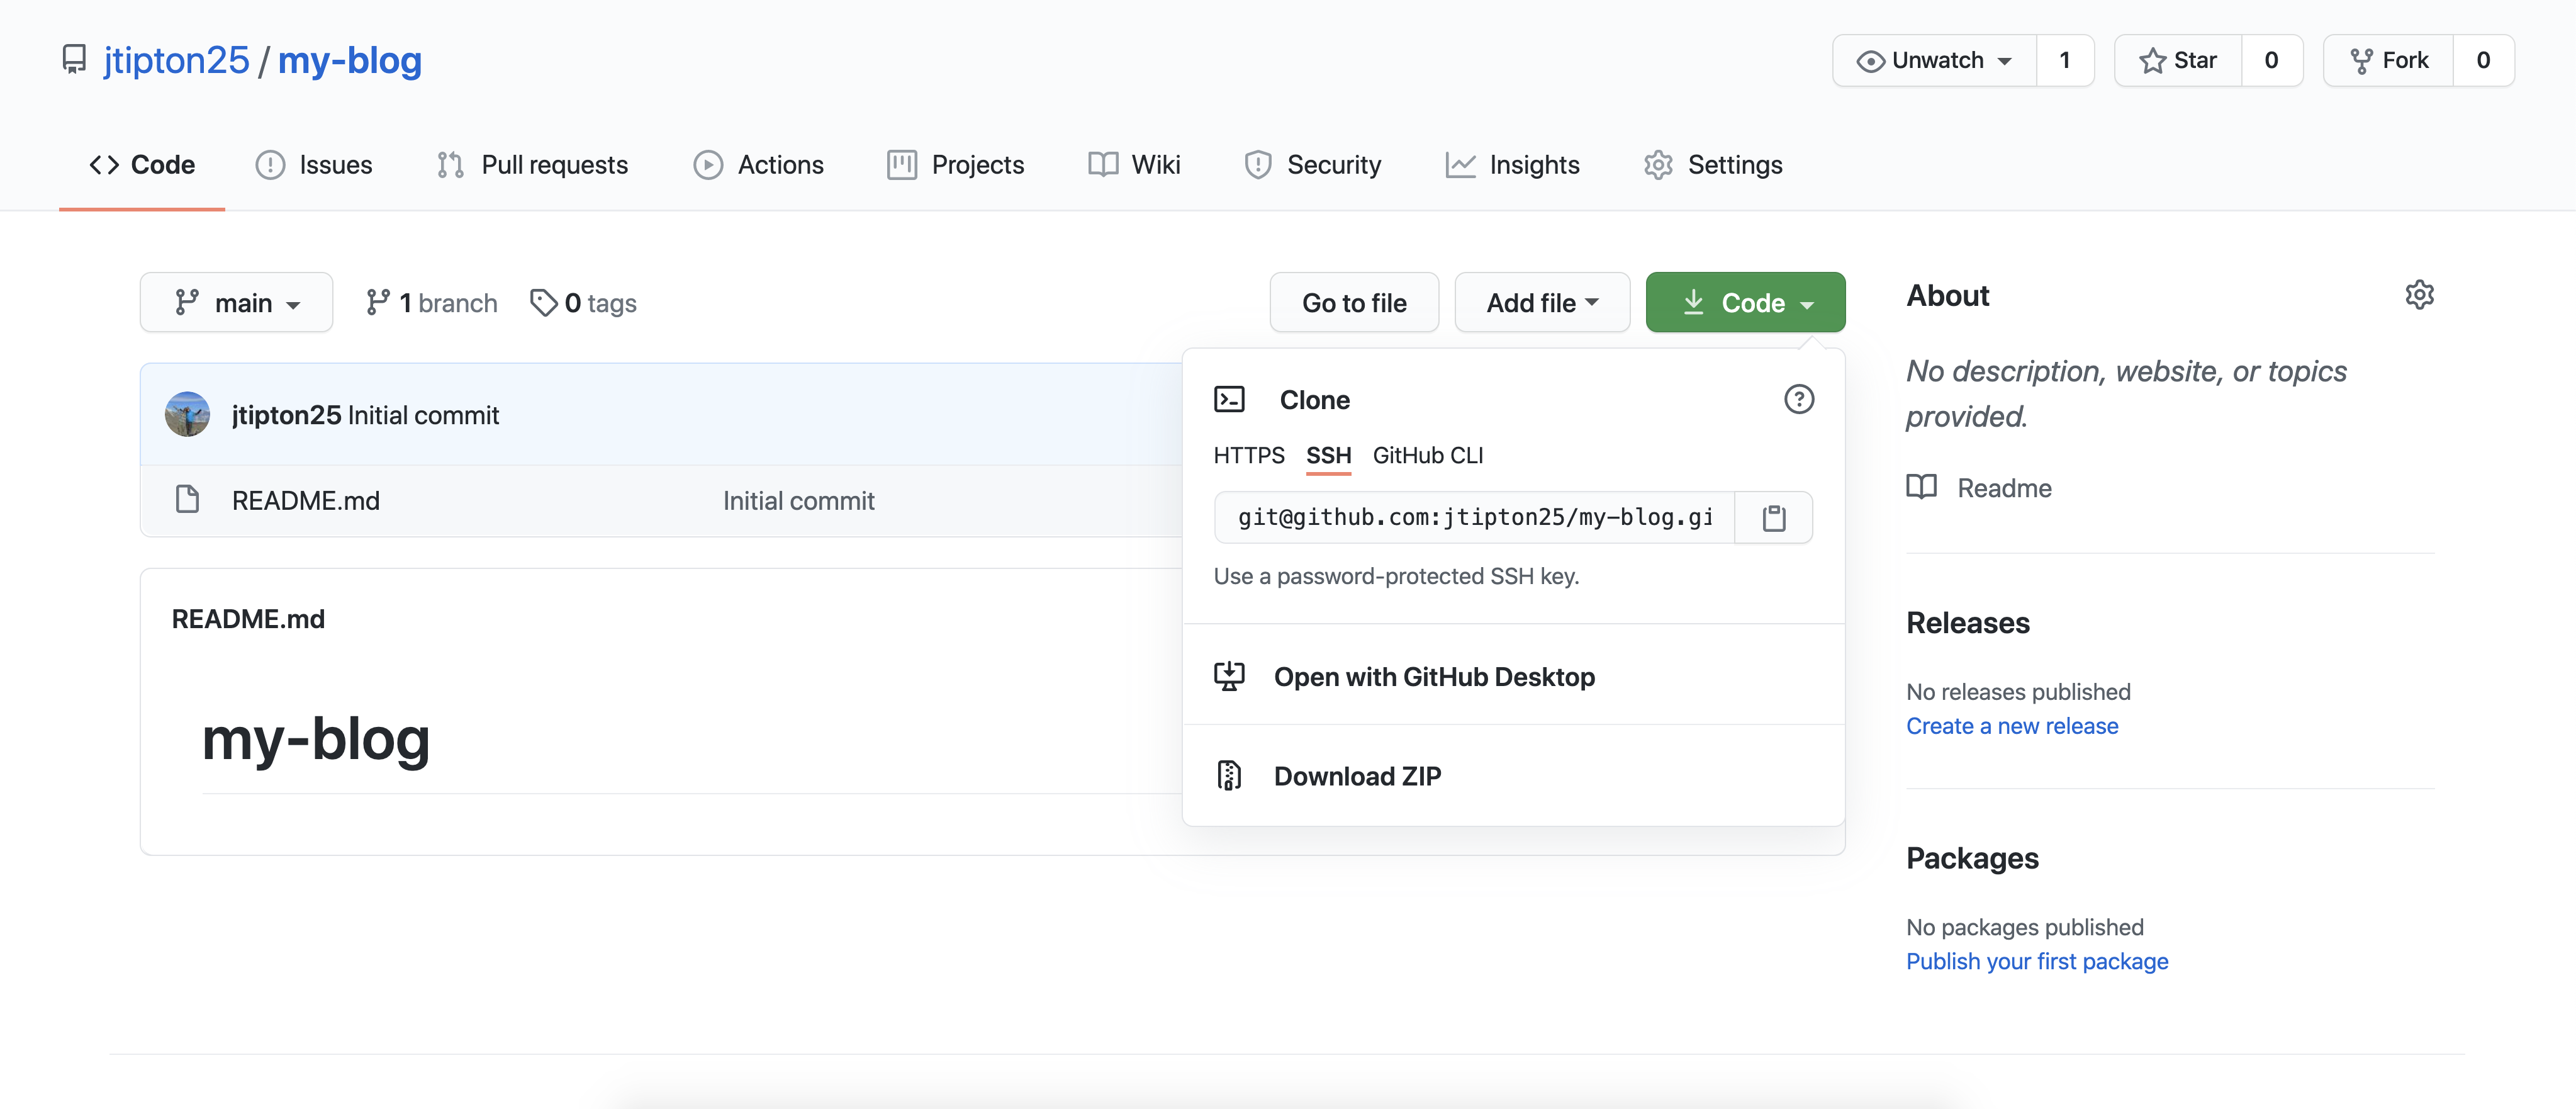 jtipton25 / my-blog
Unwatch 1 Star 0 Fork 0
Code Issues Pull requests Actions Projects Wiki Security Insights Settings
main 1 branch 0 tags Go to file Add file Code
jtipton25 Initial commit
README.md Initial commit
README.md
my-blog
Clone
HTTPS SSH GitHub CLI
git@github.com:jtipton25/my-blog.gi
Use a password-protected SSH key.
Open with GitHub Desktop
Download ZIP
About
No description, website, or topics
provided.
Readme
Releases
No releases published
Create a new release
Packages
No packages published
Publish your first package